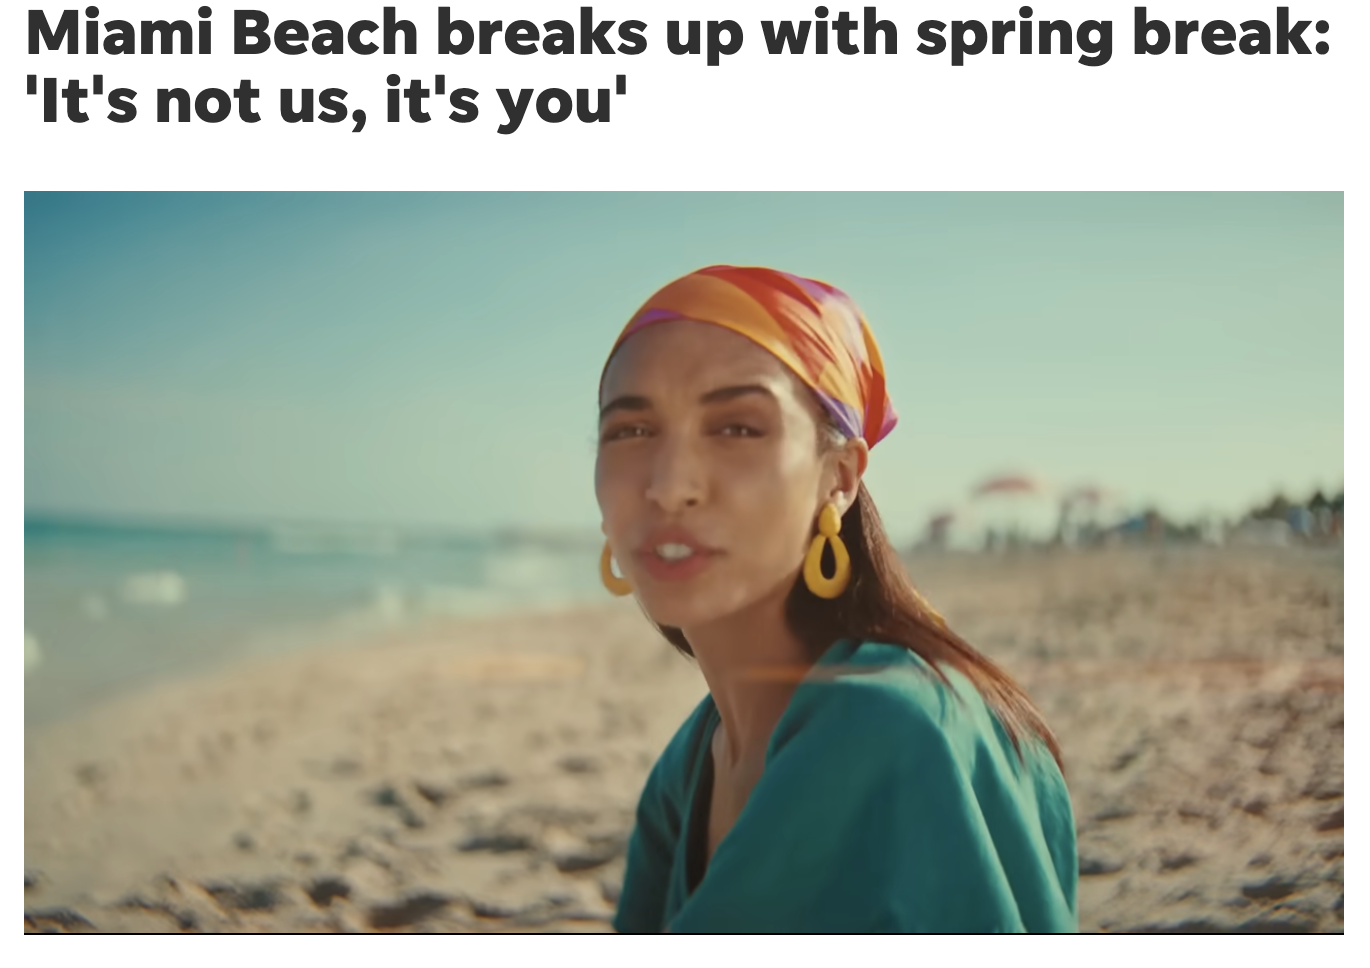 Miami Beach breaks up with spring break:
'It's not us, it's you'